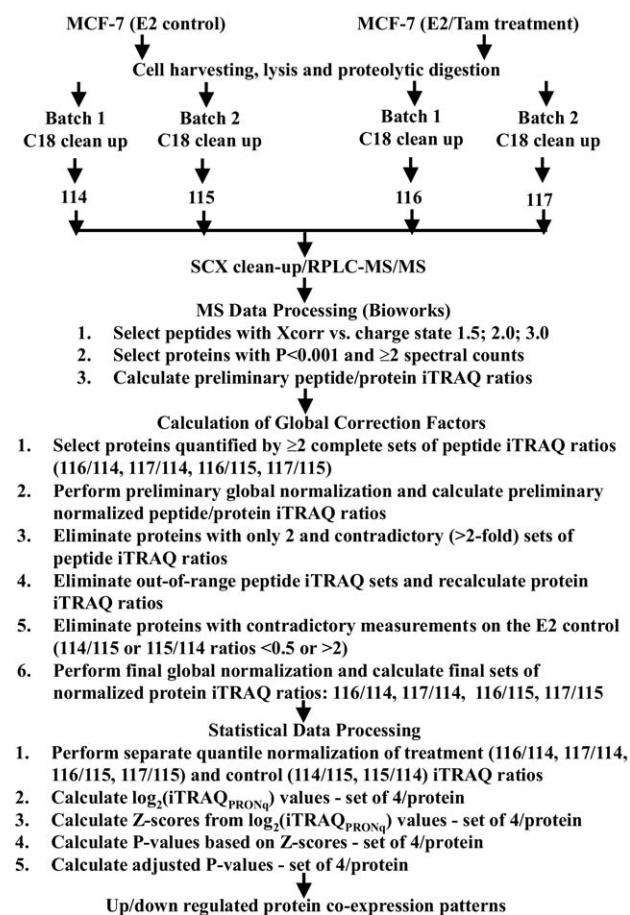 MCF-7 (E2 control) MCF-7 (E2/Tam treatment)
Cell harvesting, lysis and proteolytic digestion
Batch 1 Batch 2 Batch 1 Batch 2
C18 clean up C18 clean up C18 clean up C18 clean up
114 115 116 117
SCX clean-up/RPLC-MS/MS
MS Data Processing (Bioworks)
1. Select peptides with Xcorr vs. charge state 1.5; 2.0; 3.0
2. Select proteins with P<0.001 and ≥2 spectral counts
3. Calculate preliminary peptide/protein iTRAQ ratios
Calculation of Global Correction Factors
1. Select proteins quantified by ≥2 complete sets of peptide iTRAQ ratios
(116/114, 117/114, 116/115, 117/115)
2. Perform preliminary global normalization and calculate preliminary
normalized peptide/protein iTRAQ ratios
3. Eliminate proteins with only 2 and contradictory (>2-fold) sets of
peptide iTRAQ ratios
4. Eliminate out-of-range peptide iTRAQ sets and recalculate protein
iTRAQ ratios
5. Eliminate proteins with contradictory measurements on the E2 control
(114/115 or 115/114 ratios <0.5 or >2)
6. Perform final global normalization and calculate final sets of
normalized protein iTRAQ ratios: 116/114, 117/114, 116/115, 117/115
Statistical Data Processing
1. Perform separate quantile normalization of treatment (116/114, 117/114,
116/115, 117/115) and control (114/115, 115/114) iTRAQ ratios
2. Calculate log2(iTRAQPRONq) values - set of 4/protein
3. Calculate Z-scores from log2(iTRAQPRONq) values - set of 4/protein
4. Calculate P-values based on Z-scores - set of 4/protein
5. Calculate adjusted P-values - set of 4/protein
Up/down regulated protein co-expression patterns